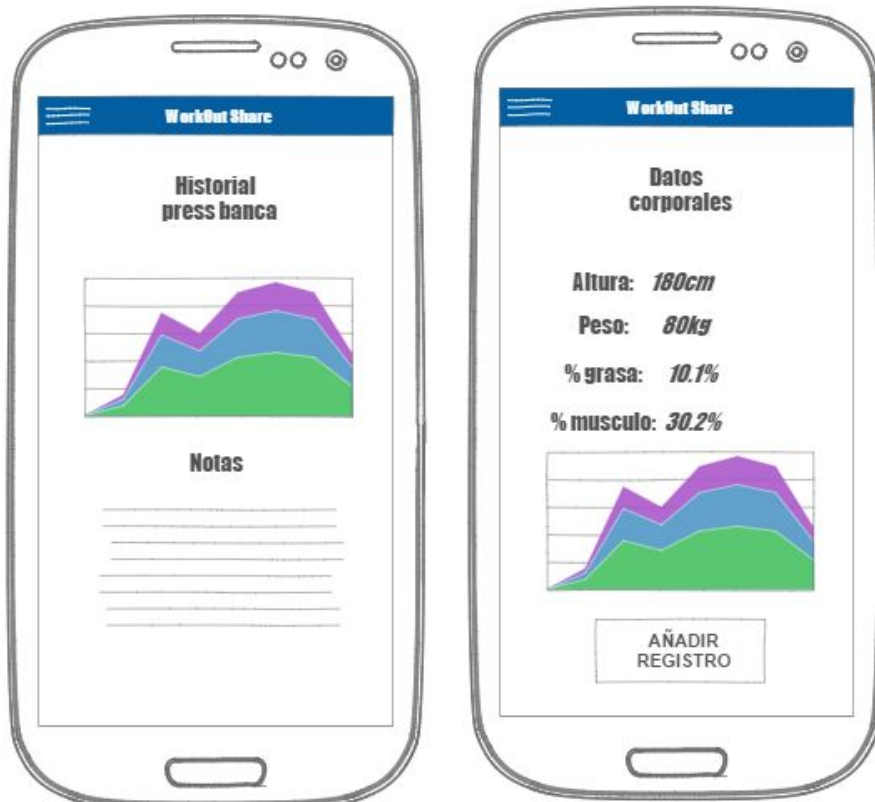 WorkOut Share
Historial
press banca
Notas
WorkOut Share
Datos
corporales
Altura: 180cm
Peso: 80kg
% grasa: 10.1%
% musculo: 30.2%
AÑADIR
REGISTRO